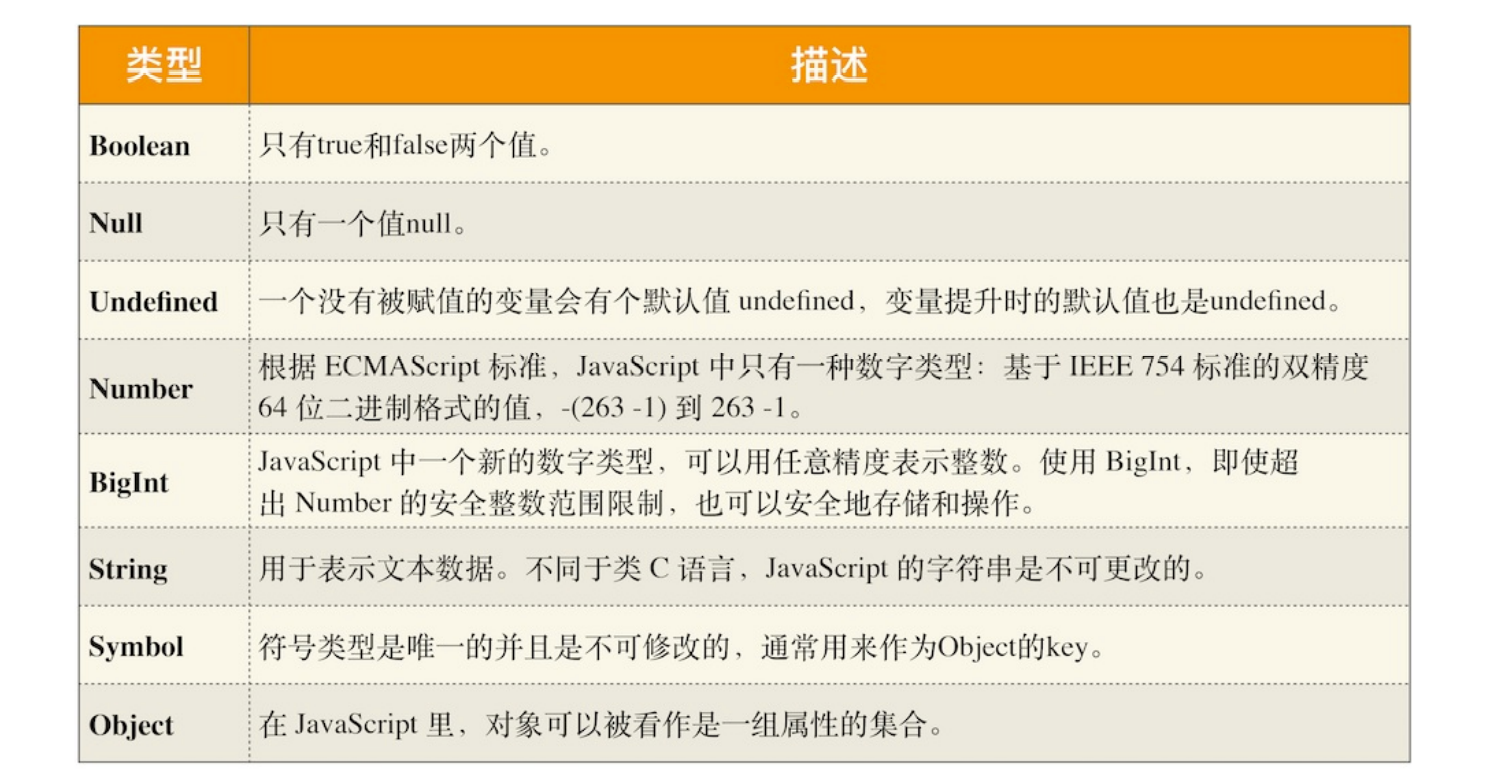 类型 描述
Boolean 只有true和false两个值。
Null 只有一个值null。
Undefined 一个没有被赋值的变量会有个默认值 undefined，变量提升时的默认值也是undefined。
Number 根据 ECMAScript 标准，JavaScript 中只有一种数字类型：基于 IEEE 754 标准的双精度
64 位二进制格式的值，-(263 -1) 到 263 -1。
BigInt JavaScript 中一个新的数字类型，可以用任意精度表示整数。使用 BigInt，即使超
出 Number 的安全整数范围限制，也可以安全地存储和操作。
String 用于表示文本数据。不同于类 C 语言，JavaScript 的字符串是不可更改的。
Symbol 符号类型是唯一的并且是不可修改的，通常用来作为Object的key。
Object 在 JavaScript 里，对象可以被看作是一组属性的集合。